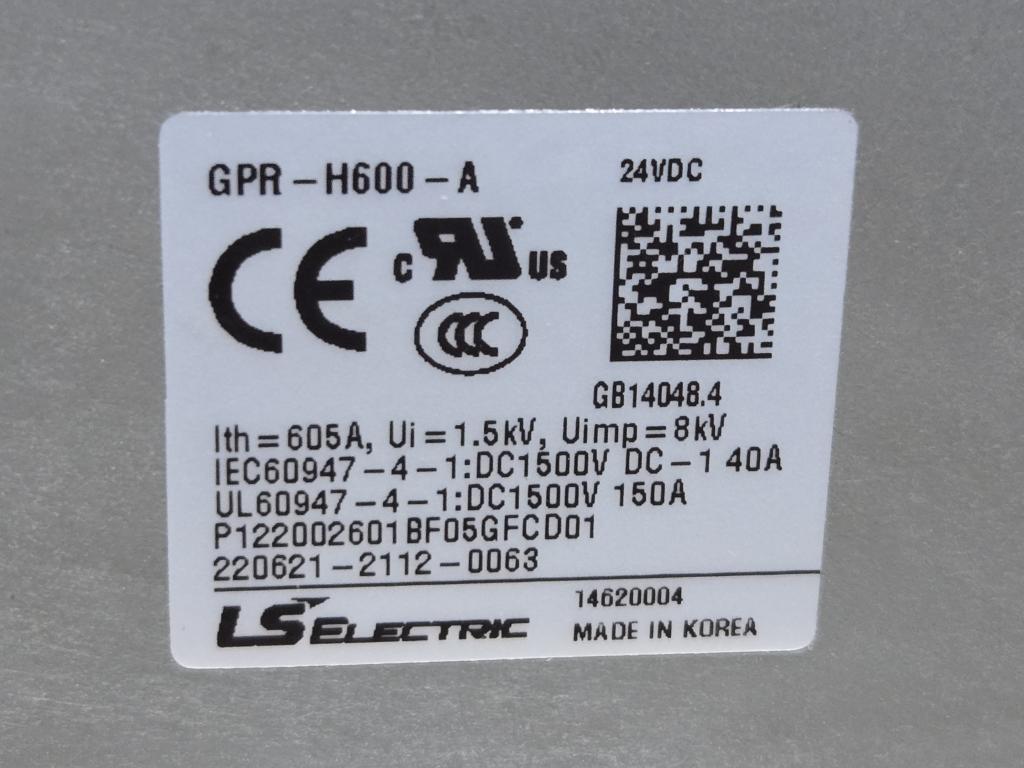 GPR-H600-A 24VDC
CE c RU US
CCC
GB14048.4
Ith=605A, Ui=1.5kV, Uimp=8kV
IEC60947-4-1:DC1500V DC-1 40A
UL60947-4-1:DC1500V 150A
P122002601BF05GFCD01
220621-2112-0063
LS ELECTRIC 14620004
MADE IN KOREA